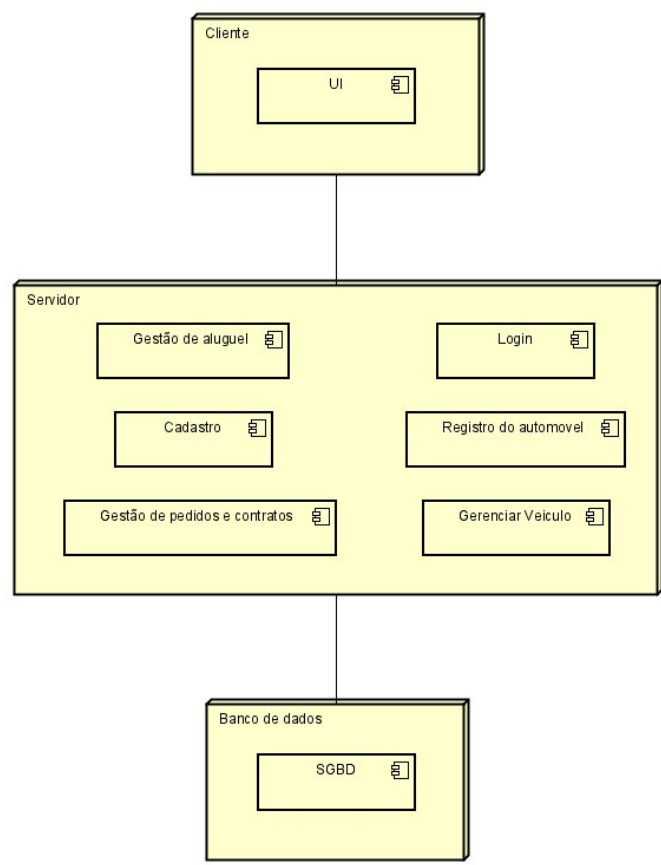 Cliente
UI
Servidor
Gestão de aluguel
Login
Cadastro
Registro do automovel
Gestão de pedidos e contratos
Gerenciar Veiculo
Banco de dados
SGBD